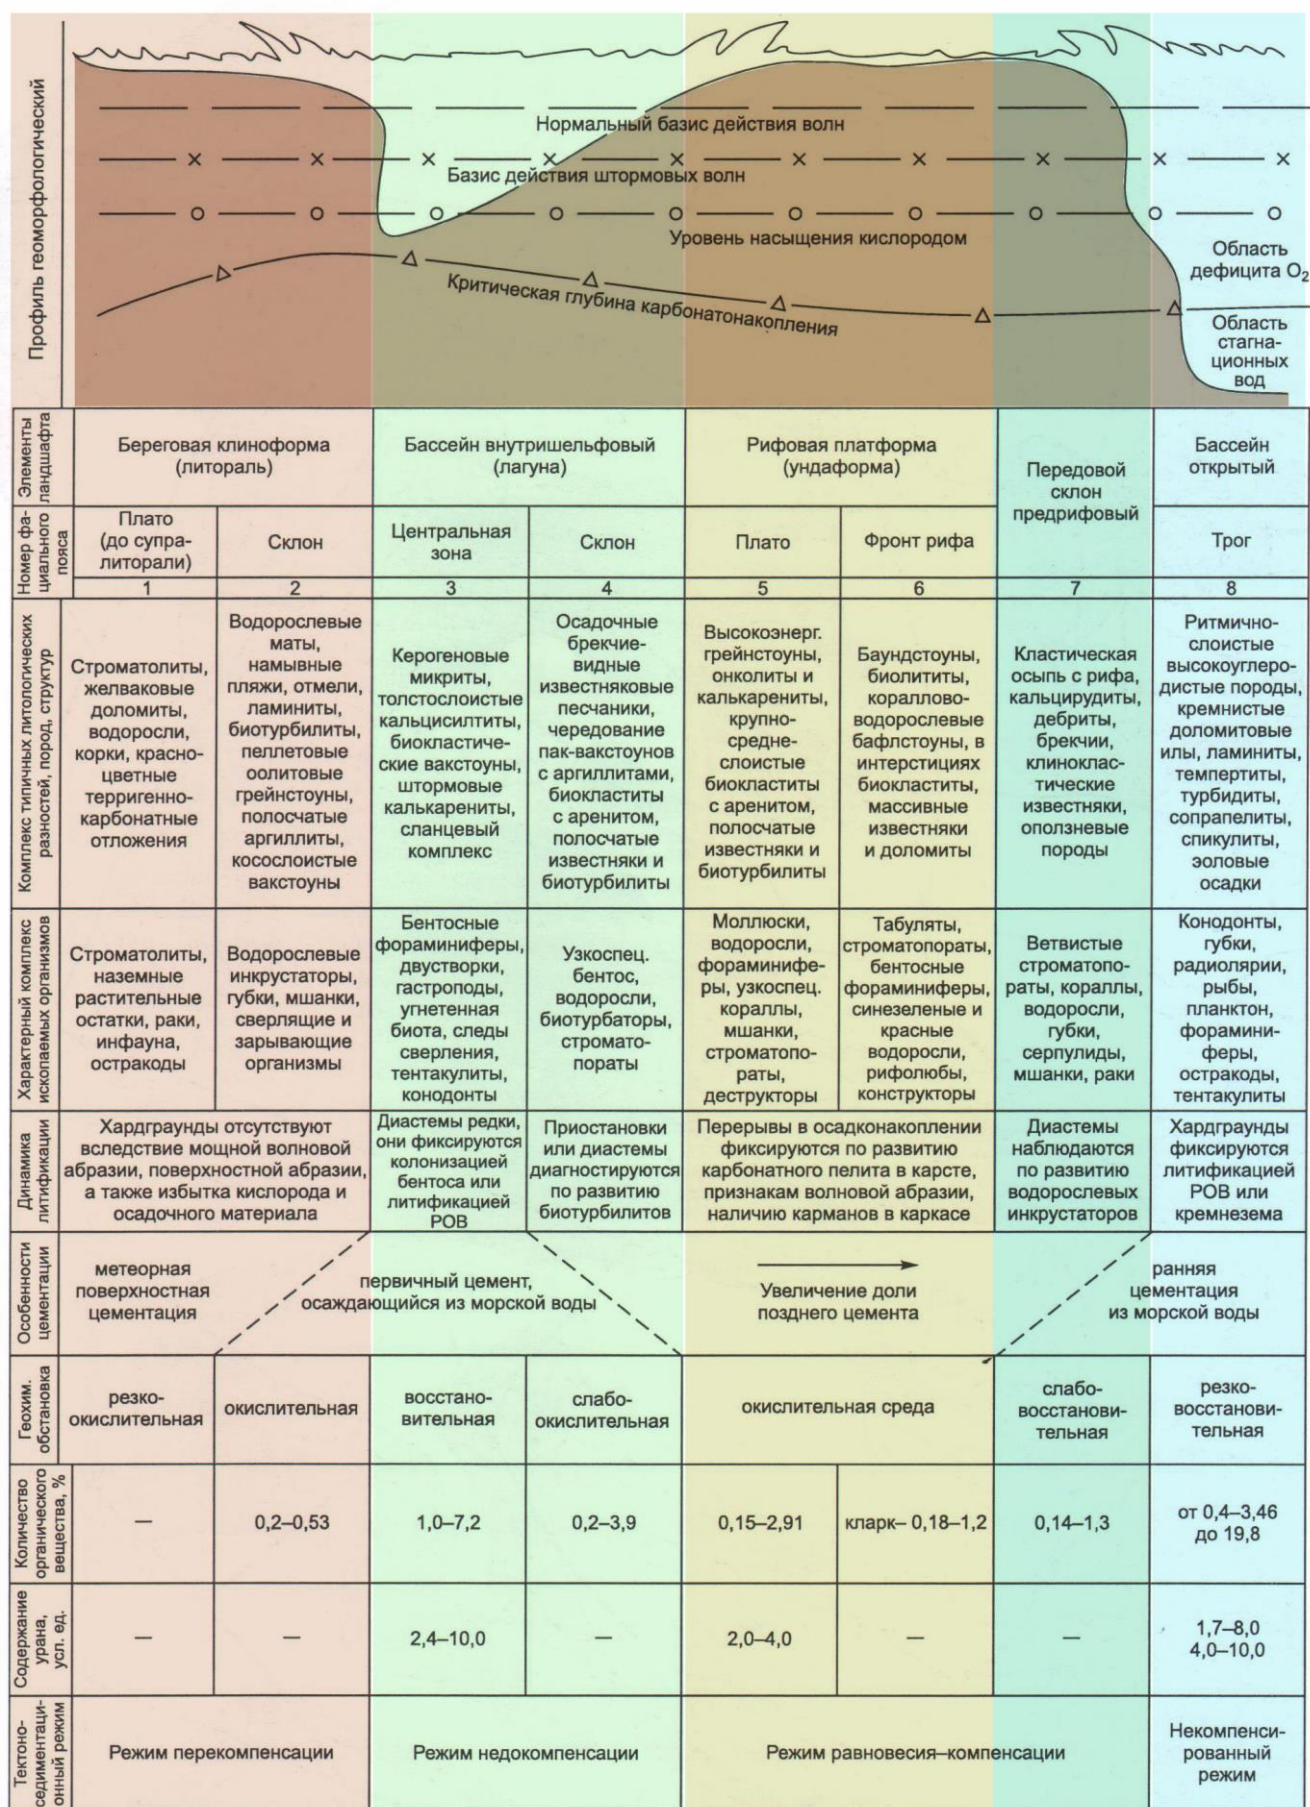 Профиль геоморфологический
Нормальный базис действия волн
Базис действия штормовых волн
Уровень насыщения кислородом
Критическая глубина карбонатонакопления
Область
дефицита O2
Область
стагна-
ционных
вод
Элементы
ландшафта
Береговая клиноформа
(литораль)
Бассейн внутришельфовый
(лагуна)
Рифовая платформа
(ундаформа)
Передовой
склон
предрифовый
Бассейн
открытый
Номер фа-
циального
пояса
Плато
(до супра-
литорали)
Склон
Центральная
зона
Склон
Плато
Фронт рифа
Трог
1
2
3
4
5
6
7
8
Комплекс типичных литологических
разностей, пород, структур
Строматолиты,
желваковые
доломиты,
водоросли,
корки, красно-
цветные
терригенно-
карбонатные
отложения
Водорослевые
маты,
намывные
пляжи, отмели,
ламиниты,
биотурбилиты,
пеллетовые
оолитовые
грейнстоуны,
полосчатые
аргиллиты,
косослоистые
вакстоуны
Керогеновые
микриты,
толстослоистые
кальцисилтиты,
биокластиче-
ские вакстоуны,
штормовые
калькарениты,
сланцевый
комплекс
Осадочные
брекчие-
видные
известняковые
песчаники,
чередование
пак-вакстоунов
с аргиллитами,
биокластиты
с аренитом,
полосчатые
известняки и
биотурбилиты
Высокоэнерг.
грейнстоуны,
онколиты и
калькарениты,
крупно-
средне-
слоистые
биокластиты
с аренитом,
полосчатые
известняки и
биотурбилиты
Баундстоуны,
биолититы,
кораллово-
водорослевые
бафлстоуны, в
интерстициях
биокластиты,
массивные
известняки
и доломиты
Кластическая
осыпь с рифа,
кальцирудиты,
дебриты,
брекчии,
клинокла­с-
тические
известняки,
оползневые
породы
Ритмично-
слоистые
высокоуглеро-
дистые породы,
кремнистые
доломитовые
илы, ламиниты,
темпертиты,
турбидиты,
сопрапелиты,
спикулиты,
эоловые
осадки
Характерный комплекс
ископаемых организмов
Строматолиты,
наземные
растительные
остатки, раки,
инфауна,
остракоды
Водорослевые
инкрустаторы,
губки, мшанки,
сверлящие и
зарывающие
организмы
Бентосные
фораминиферы,
двустворки,
гастроподы,
угнетенная
биота, следы
сверления,
тентакулиты,
конодонты
Узкоспец.
бентос,
водоросли,
биотурбаторы,
стромато-
пораты
Моллюски,
водоросли,
фораминифе-
ры, узкоспец.
кораллы,
мшанки,
строматопо-
раты,
деструкторы
Табуляты,
строматопораты,
бентосные
фораминиферы,
синезеленые и
красные
водоросли,
рифолюбы,
конструкторы
Ветвистые
строматопо-
раты, кораллы,
водоросли,
губки,
серпулиды,
мшанки, раки
Конодонты,
губки,
радиолярии,
рыбы,
планктон,
форамини-
феры,
остракоды,
тентакулиты
Динамика
литификации
Хардграунды отсутствуют
вследствие мощной волновой
абразии, поверхностной абразии,
а также избытка кислорода и
осадочного материала
Диастемы редки,
они фиксируются
колонизацией
бентоса или
литификацией
РОВ
Приостановки
или диастемы
диагностируются
по развитию
биотурбилитов
Перерывы в осадконакоплении
фиксируются по развитию
карбонатного пелита в карсте,
признакам волновой абразии,
наличию карманов в каркасе
Диастемы
наблюдаются
по развитию
водорослевых
инкрустаторов
Хардграунды
фиксируются
литификацией
РОВ или
кремнезема
Особенности
цементации
метеорная
поверхностная
цементация
первичный цемент,
осаждающийся из морской воды
Увеличение доли
позднего цемента
ранняя
цементация
из морской воды
Геохим.
обстановка
резко-
окислительная
окислительная
восстано-
вительная
слабо-
окислительная
окислительная среда
слабо-
восстанови-
тельная
резко-
восстанови-
тельная
Количество
органического
вещества, %
—
0,2–0,53
1,0–7,2
0,2–3,9
0,15–2,91
кларк– 0,18–1,2
0,14–1,3
от 0,4–3,46
до 19,8
Содержание
урана,
усл. ед.
—
—
2,4–10,0
—
2,0–4,0
—
—
1,7–8,0
4,0–10,0
Тектоно-
седиментаци-
онный режим
Режим перекомпенсации
Режим недокомпенсации
Режим равновесия–компенсации
Некомпенси-
рованный
режим